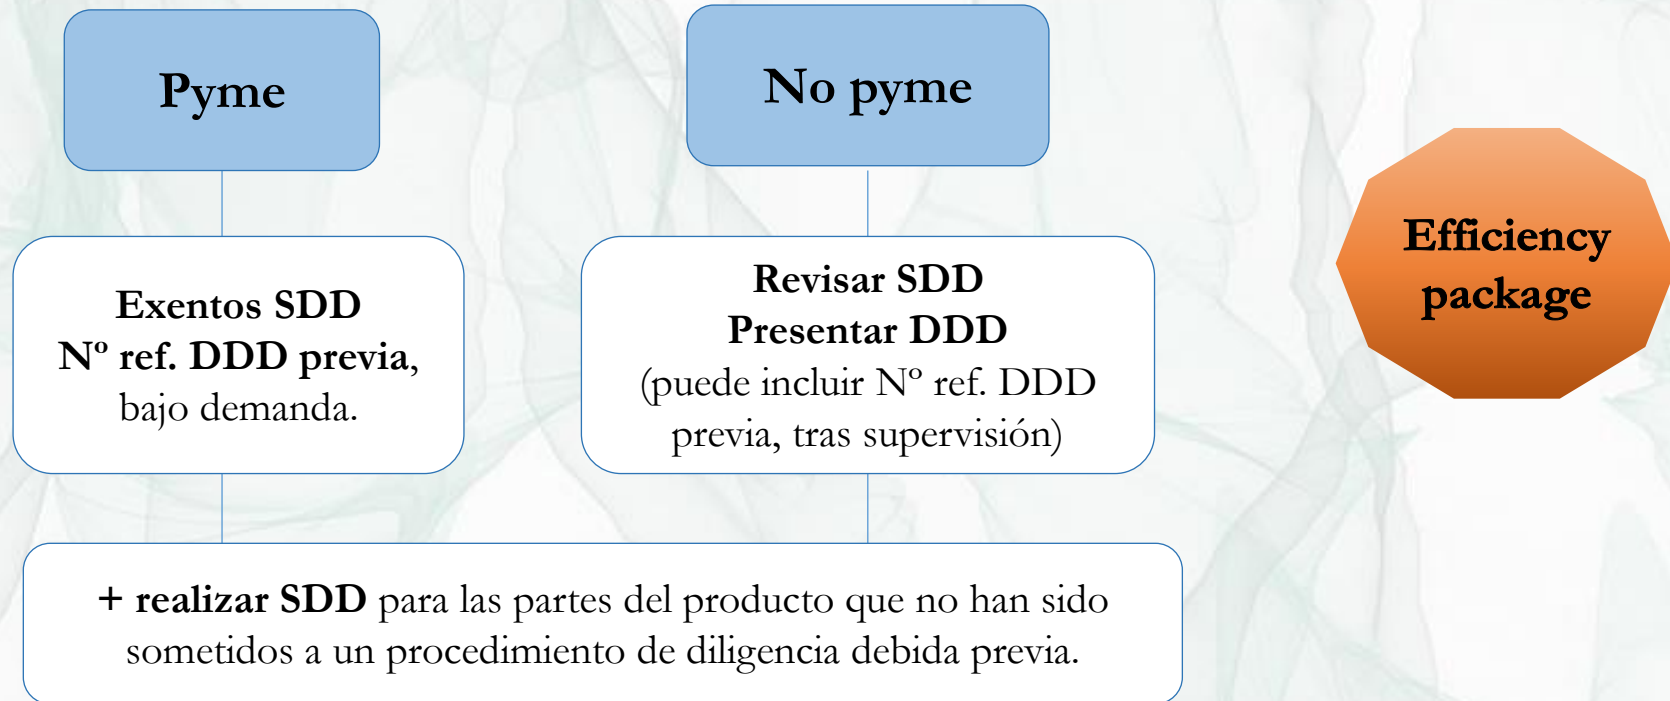 Pyme
No pyme
Exentos SDD
Nº ref. DDD previa,
bajo demanda.
Revisar SDD
Presentar DDD
(puede incluir Nº ref. DDD
previa, tras supervisión)
Efficiency
package
+ realizar SDD para las partes del producto que no han sido
sometidos a un procedimiento de diligencia debida previa.